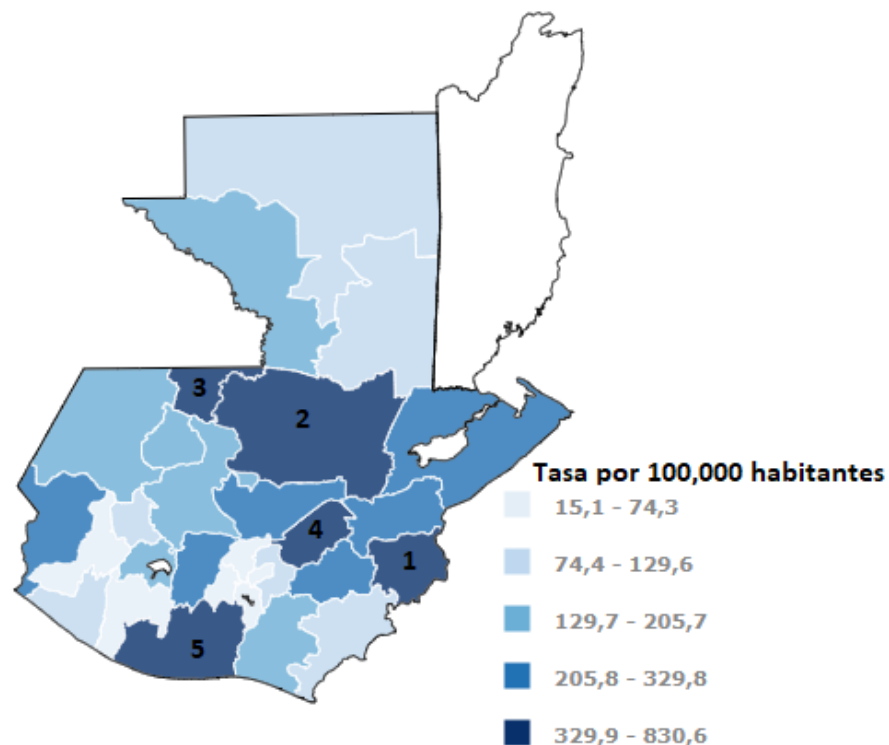 3
2
Tasa por 100,000 habitantes
15,1 - 74,3
4
1
74,4 - 129,6
129,7 - 205,7
5
205,8 - 329,8
329,9 - 830,6